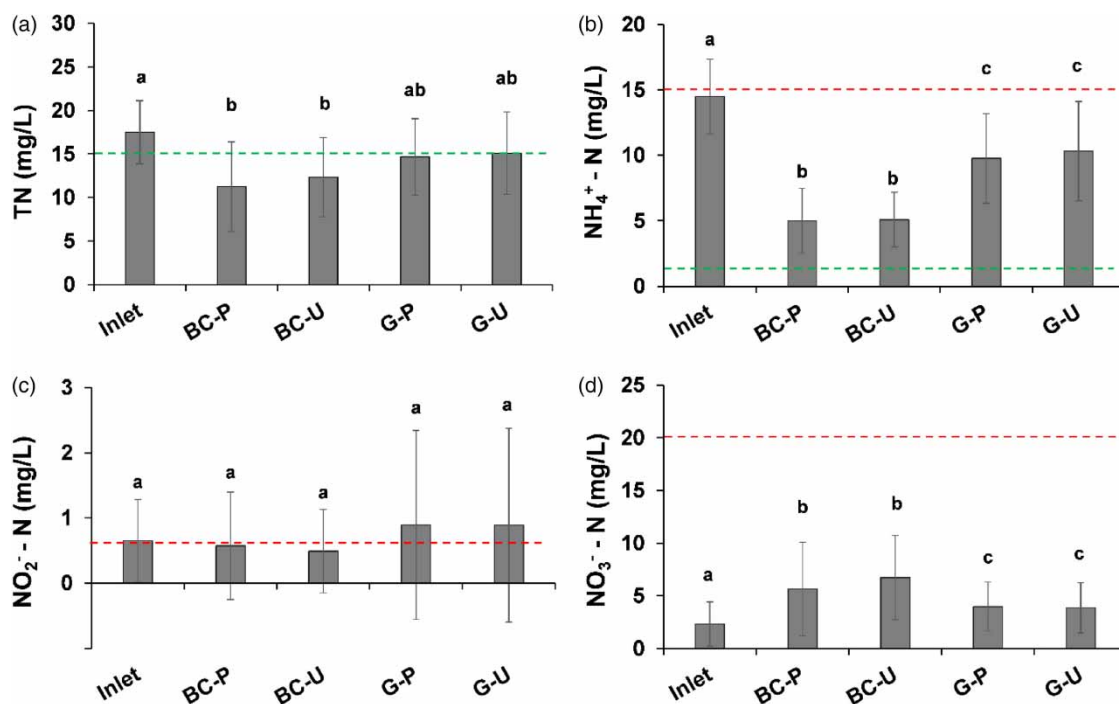 (a)
TN (mg/L)
30
25
20
15
10
5
0
a
b
b
ab
ab
Inlet
BC-P
BC-U
G-P
G-U
(b)
NH₄⁺ - N (mg/L)
20
15
10
5
0
a
b
b
c
c
Inlet
BC-P
BC-U
G-P
G-U
(c)
NO₂⁻ - N (mg/L)
3
2
1
0
a
a
a
a
a
Inlet
BC-P
BC-U
G-P
G-U
(d)
NO₃⁻ - N (mg/L)
25
20
15
10
5
0
a
b
b
c
c
Inlet
BC-P
BC-U
G-P
G-U